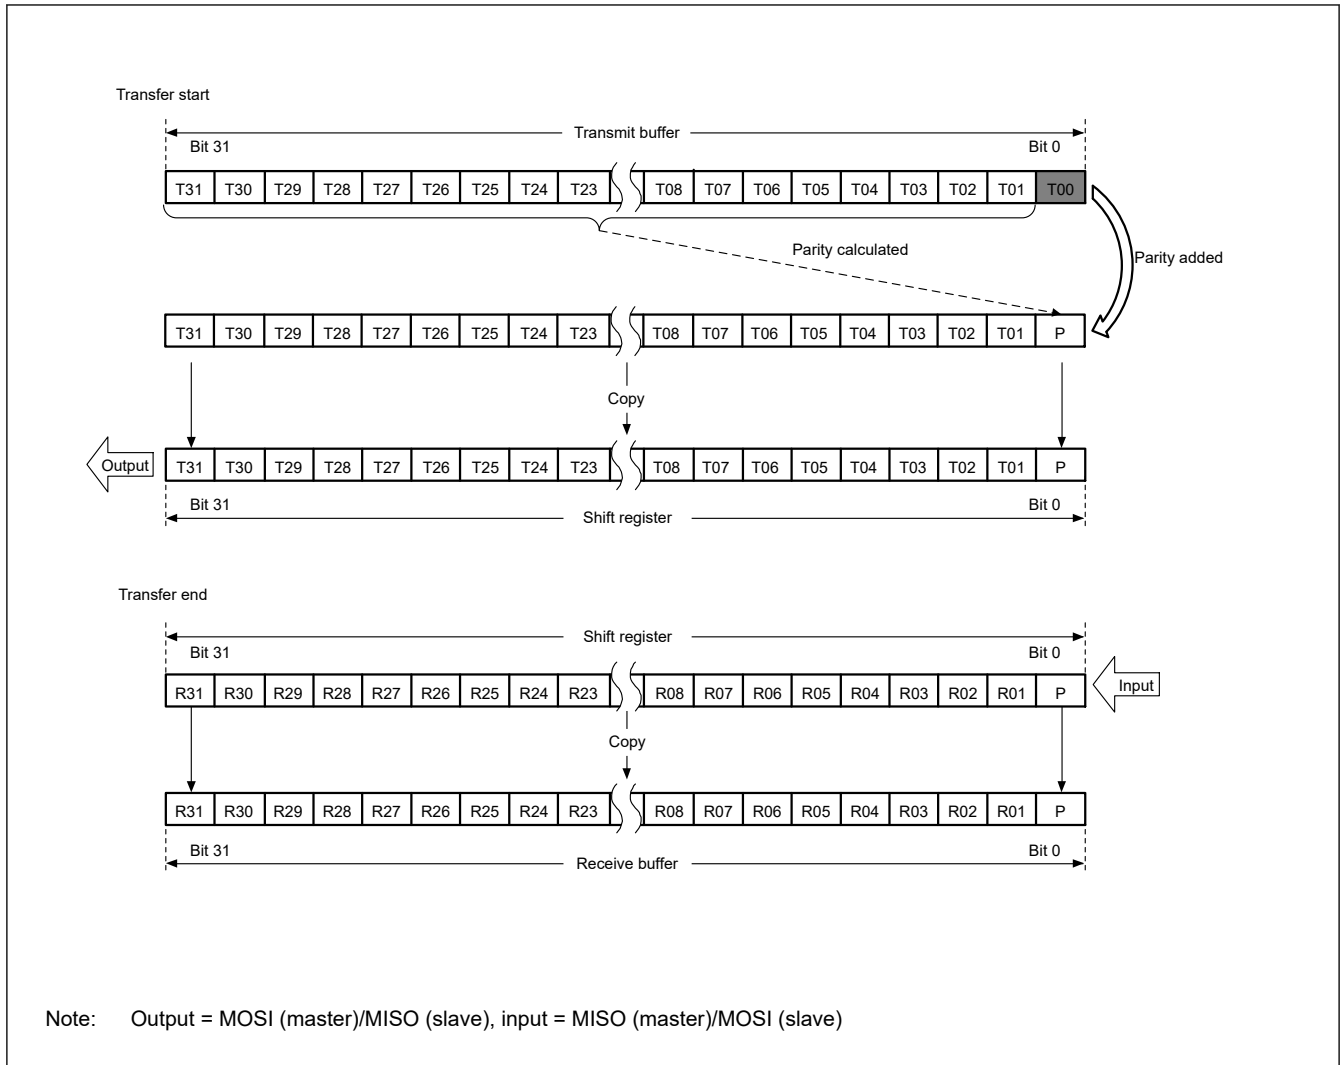 Transfer start
Transmit buffer
Bit 31 Bit 0
T31 T30 T29 T28 T27 T26 T25 T24 T23 T08 T07 T06 T05 T04 T03 T02 T01 T00
Parity calculated
Parity added
T31 T30 T29 T28 T27 T26 T25 T24 T23 T08 T07 T06 T05 T04 T03 T02 T01 P
Copy
Output T31 T30 T29 T28 T27 T26 T25 T24 T23 T08 T07 T06 T05 T04 T03 T02 T01 P
Bit 31 Bit 0
Shift register
Transfer end
Shift register
Bit 31 Bit 0
R31 R30 R29 R28 R27 R26 R25 R24 R23 R08 R07 R06 R05 R04 R03 R02 R01 P Input
Copy
R31 R30 R29 R28 R27 R26 R25 R24 R23 R08 R07 R06 R05 R04 R03 R02 R01 P
Bit 31 Bit 0
Receive buffer
Note: Output = MOSI (master)/MISO (slave), input = MISO (master)/MOSI (slave)